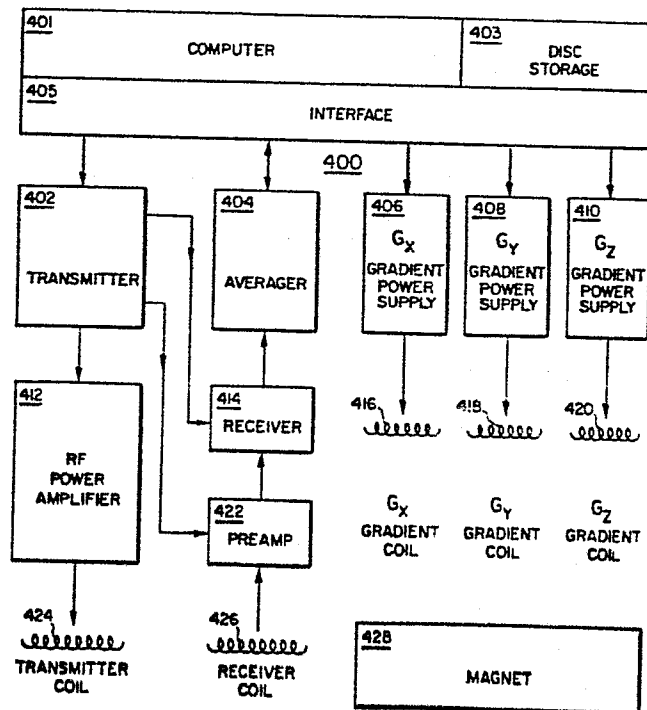 401
COMPUTER
403
DISC
STORAGE
405
INTERFACE
400
402
TRANSMITTER
404
AVERAGER
406
GX
GRADIENT
POWER
SUPPLY
408
GY
GRADIENT
POWER
SUPPLY
410
GZ
GRADIENT
POWER
SUPPLY
412
RF
POWER
AMPLIFIER
414
RECEIVER
416
418
420
422
PREAMP
GX
GRADIENT
COIL
GY
GRADIENT
COIL
GZ
GRADIENT
COIL
424
TRANSMITTER
COIL
426
RECEIVER
COIL
428
MAGNET